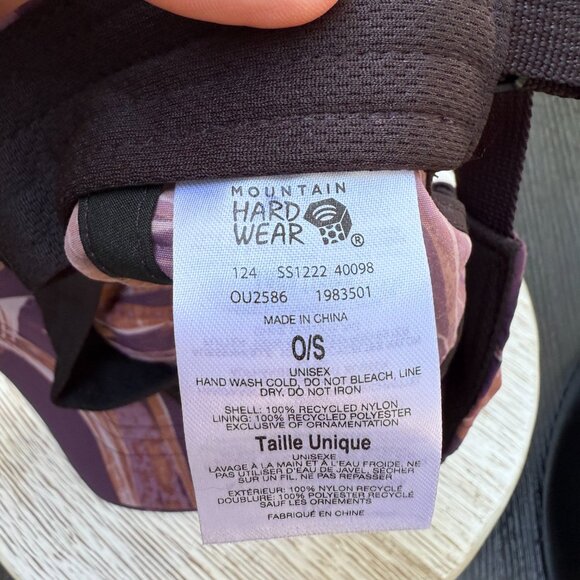 MOUNTAIN
HARD
WEAR ®
124 SS1222 40098
OU2586 1983501
MADE IN CHINA
O/S
UNISEX
HAND WASH COLD, DO NOT BLEACH, LINE
DRY, DO NOT IRON
SHELL: 100% RECYCLED NYLON
LINING: 100% RECYCLED POLYESTER
EXCLUSIVE OF ORNAMENTATION
Taille Unique
UNISEXE
LAVAGE À LA MAIN ET À L'EAU FROIDE, NE
PAS UTILISER D'EAU DE JAVEL, SÉCHER
SUR UN FIL, NE PAS REPASSER
EXTÉRIEUR: 100% NYLON RECYCLÉ
DOUBLURE: 100% POLYESTER RECYCLÉ
SAUF LES ORNEMENTS
FABRIQUÉ EN CHINE